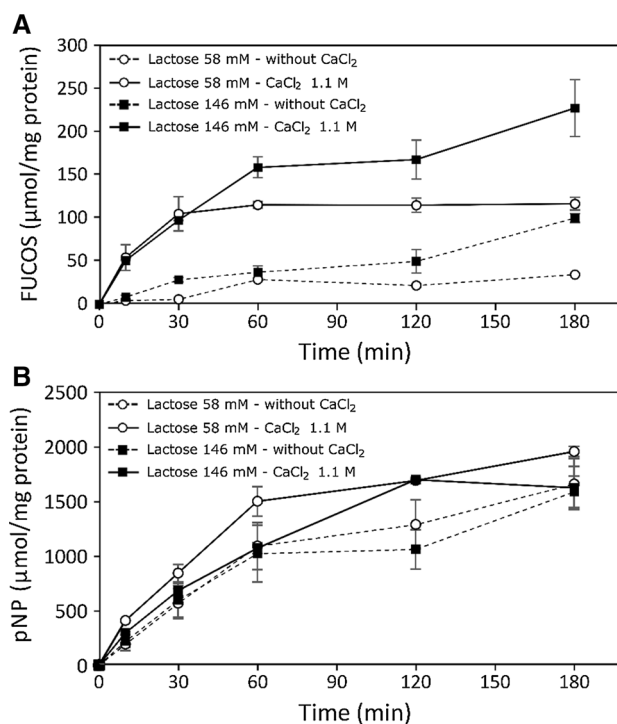 A
300
250
200
150
100
50
0
FUCOS (µmol/mg protein)
Lactose 58 mM - without CaCl₂
Lactose 58 mM - CaCl₂ 1.1 M
Lactose 146 mM - without CaCl₂
Lactose 146 mM - CaCl₂ 1.1 M
0 30 60 90 120 150 180
Time (min)
B
2500
2000
1500
1000
500
0
pNP (µmol/mg protein)
Lactose 58 mM - without CaCl₂
Lactose 58 mM - CaCl₂ 1.1 M
Lactose 146 mM - without CaCl₂
Lactose 146 mM - CaCl₂ 1.1 M
0 30 60 90 120 150 180
Time (min)